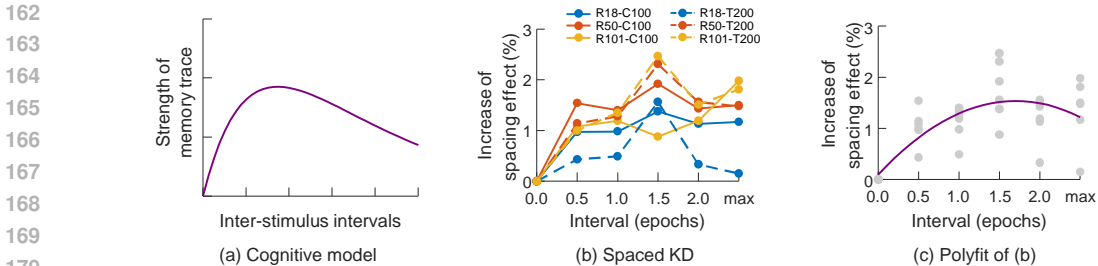 162
163
164
165
166
167
168
169
Strength of
memory trace
Inter-stimulus intervals
(a) Cognitive model
R18-C100
R50-C100
R101-C100
R18-T200
R50-T200
R101-T200
Increase of
spacing effect (%)
3
2
1
0
0.0 0.5 1.0 1.5 2.0 max
Interval (epochs)
(b) Spaced KD
Increase of
spacing effect (%)
3
2
1
0
0.0 0.5 1.0 1.5 2.0 max
Interval (epochs)
(c) Polyfit of (b)